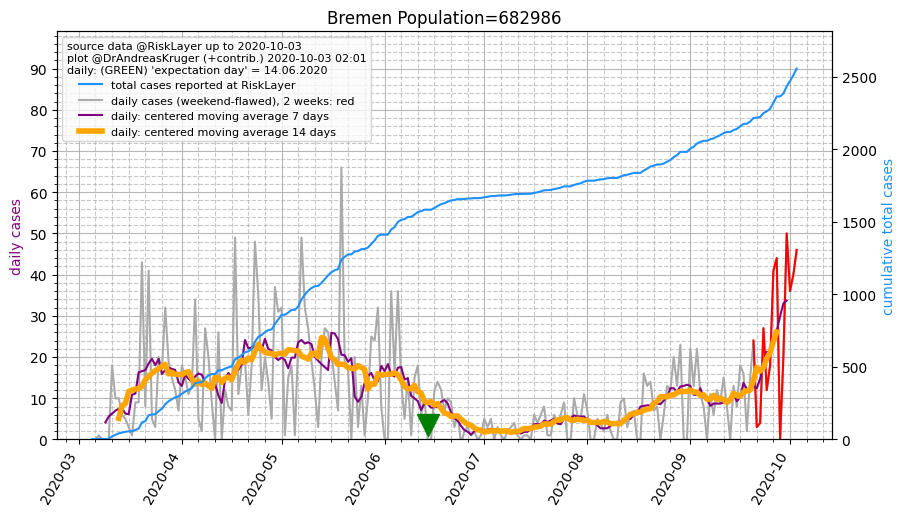 Bremen Population=682986
source data @RiskLayer up to 2020-10-03
plot @DrAndreasKruger (+contrib.) 2020-10-03 02:01
daily: (GREEN) 'expectation day' = 14.06.2020
total cases reported at RiskLayer
daily cases (weekend-flawed), 2 weeks: red
daily: centered moving average 7 days
daily: centered moving average 14 days
daily cases
90
80
70
60
50
40
30
20
10
0
2500
2000
1500
1000
500
0
cumulative total cases
2020-03
2020-04
2020-05
2020-06
2020-07
2020-08
2020-09
2020-10